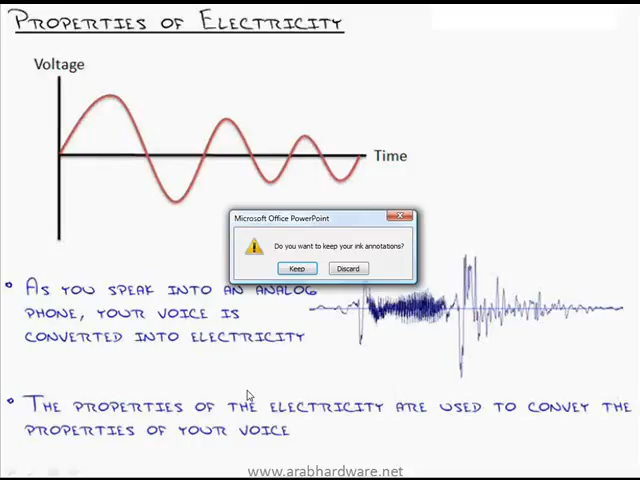 Properties of Electricity
Voltage
Time
Microsoft Office PowerPoint
Do you want to keep your ink annotations?
Keep
Discard
• As you speak into an analog
phone, your voice is
converted into electricity
• The properties of the electricity are used to convey the
properties of your voice
www.arabhardware.net